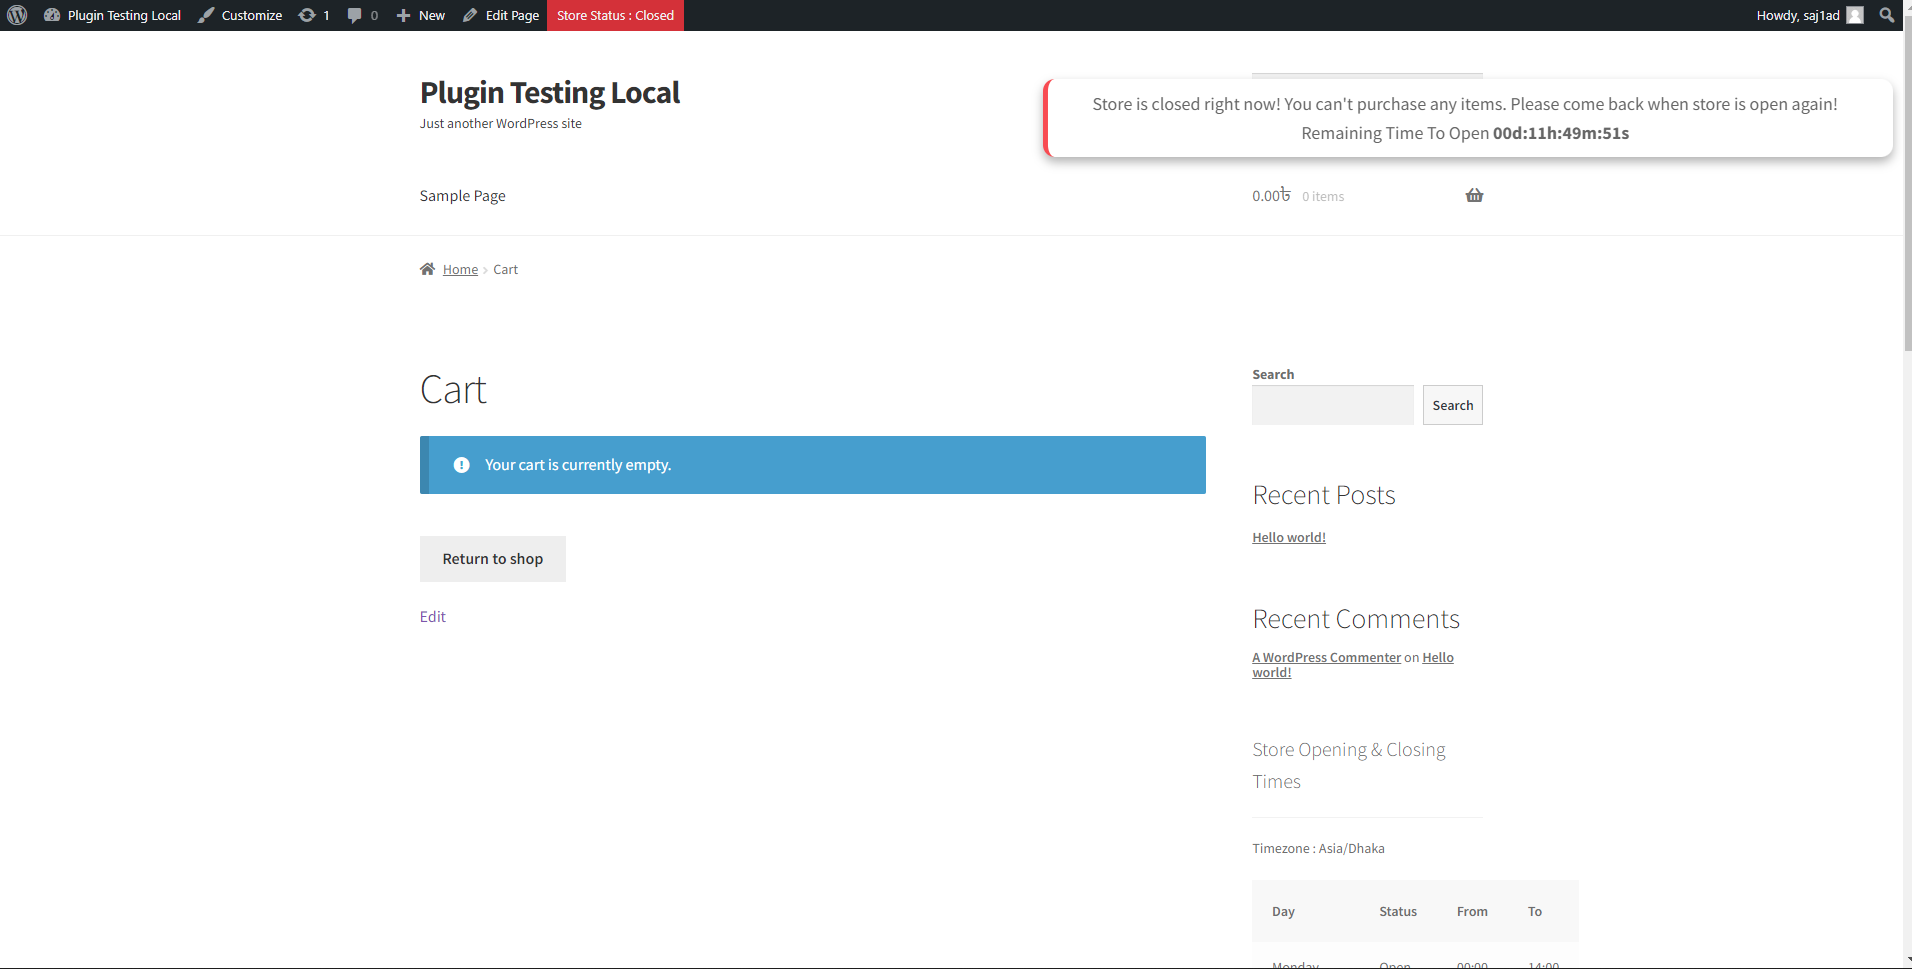 Plugin Testing Local Customize 1 0 New Edit Page Store Status : Closed Howdy, saj1ad
Plugin Testing Local
Just another WordPress site
Store is closed right now! You can't purchase any items. Please come back when store is open again!
Remaining Time To Open 00d:11h:49m:51s
Sample Page
0.00৳ 0 items
Home Cart
Cart
Your cart is currently empty.
Return to shop
Edit
Search
Search
Recent Posts
Hello world!
Recent Comments
A WordPress Commenter on Hello
world!
Store Opening & Closing
Times
Timezone : Asia/Dhaka
Day Status From To
Monday Open 00:00 14:00